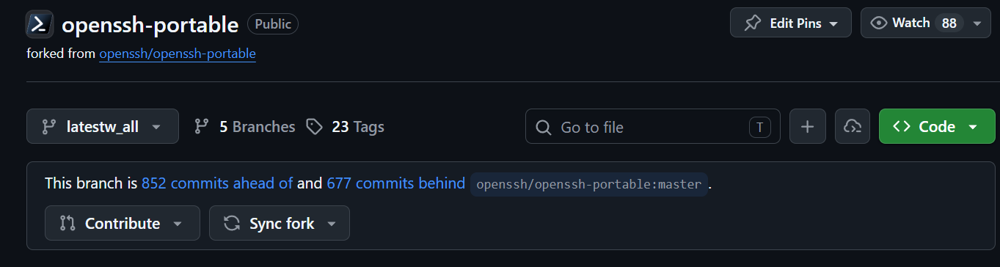 openssh-portable Public Edit Pins Watch 88
forked from openssh/openssh-portable
latestw_all 5 Branches 23 Tags Go to file T Code
This branch is 852 commits ahead of and 677 commits behind openssh/openssh-portable:master.
Contribute Sync fork